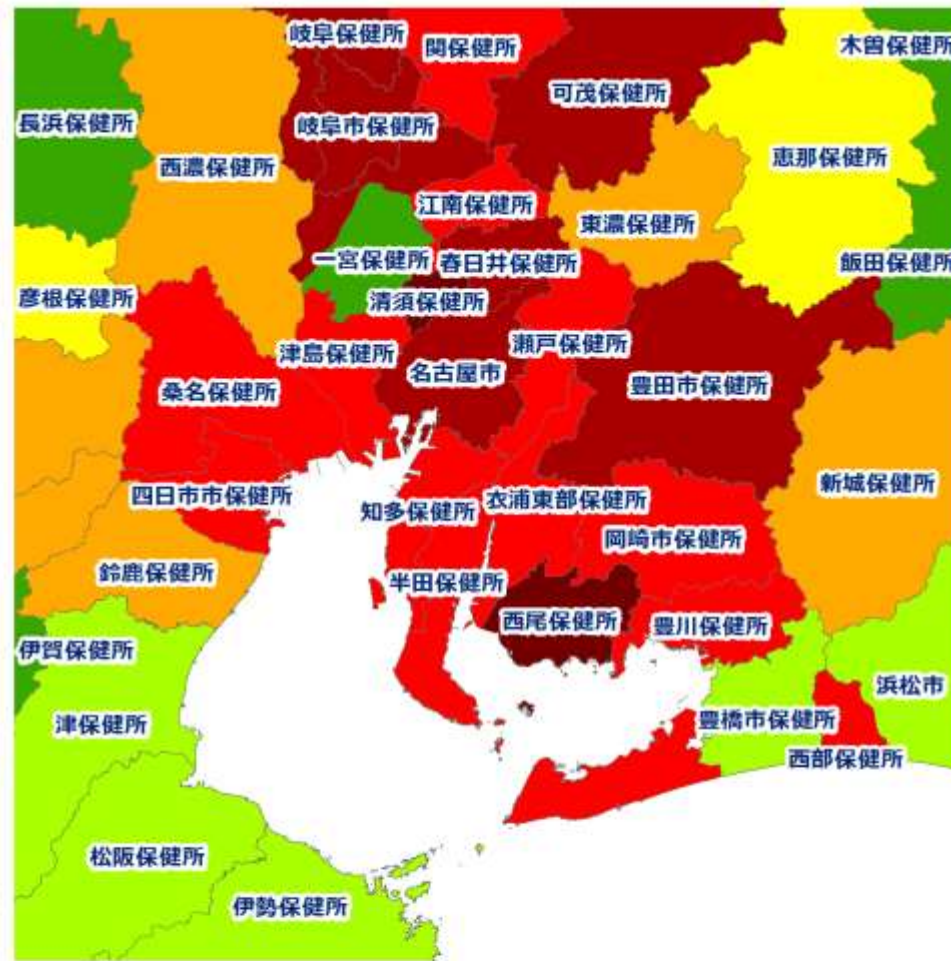 岐阜保健所
関保健所
木曽保健所
可茂保健所
長浜保健所
岐阜市保健所
西濃保健所
恵那保健所
江南保健所
東濃保健所
一宮保健所
春日井保健所
飯田保健所
彦根保健所
清須保健所
津島保健所
瀬戸保健所
名古屋市
豊田市保健所
桑名保健所
新城保健所
四日市市保健所
衣浦東部保健所
知多保健所
岡崎市保健所
鈴鹿保健所
半田保健所
西尾保健所
豊川保健所
伊賀保健所
浜松市
津保健所
豊橋市保健所
西部保健所
松阪保健所
伊勢保健所